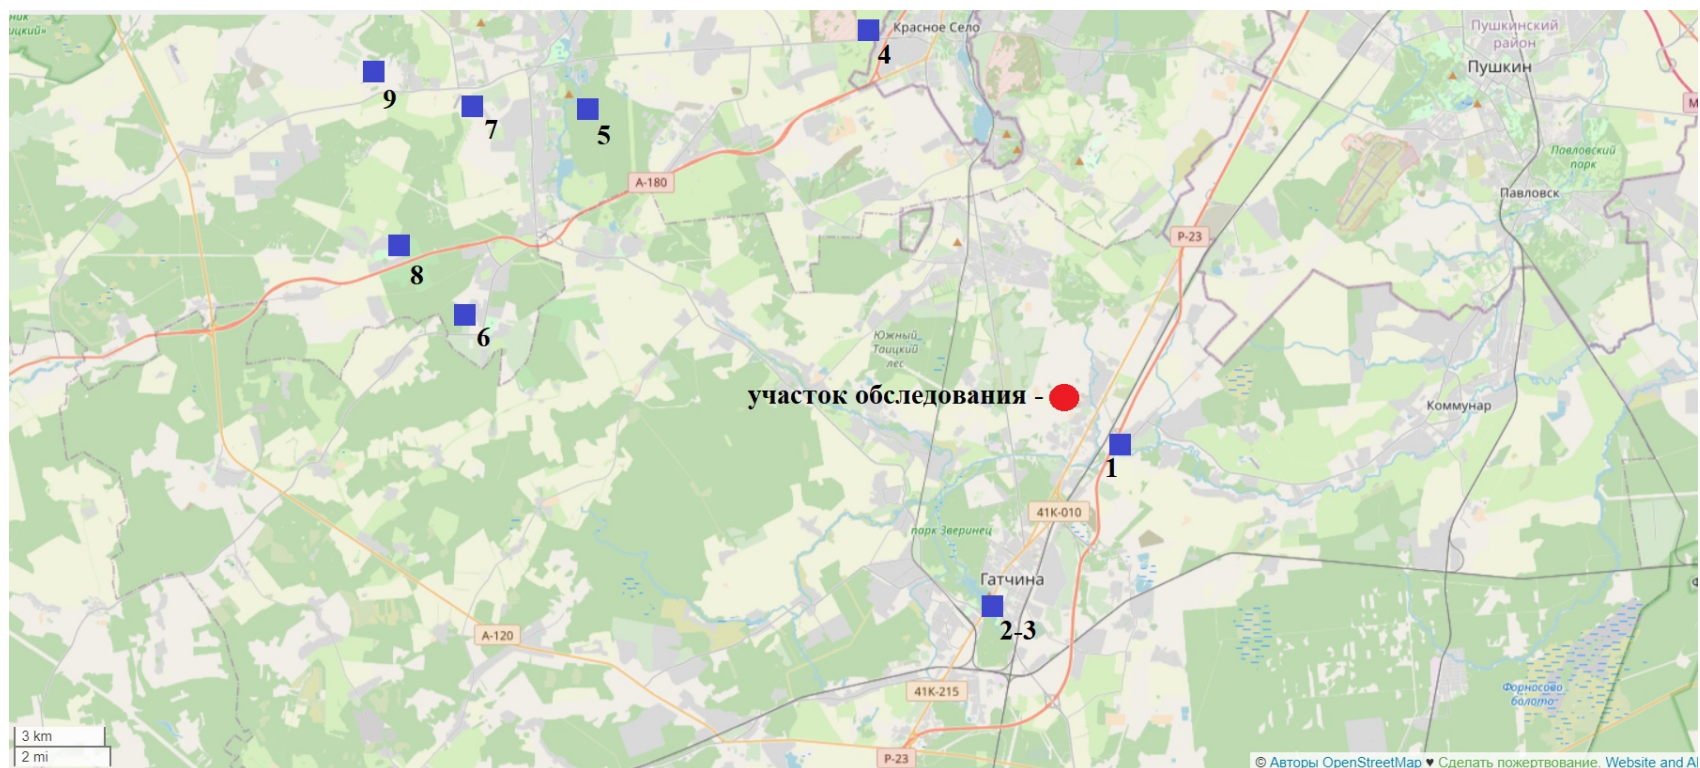 ник
ицкий»
Красное Село
4
Пушкинский
район
Пушкин
9
7
5
М
А-180
Павловский
парк
Павловск
Р-23
8
6
Южный
Таицкий
лес
участок обследования -
Коммунар
1
41К-010
парк Зверинец
Гатчина
2-3
А-120
41К-215
Форносово
болото
Р-23
3 km
2 mi
© Авторы OpenStreetMap ♥ Сделать пожертвование. Website and A